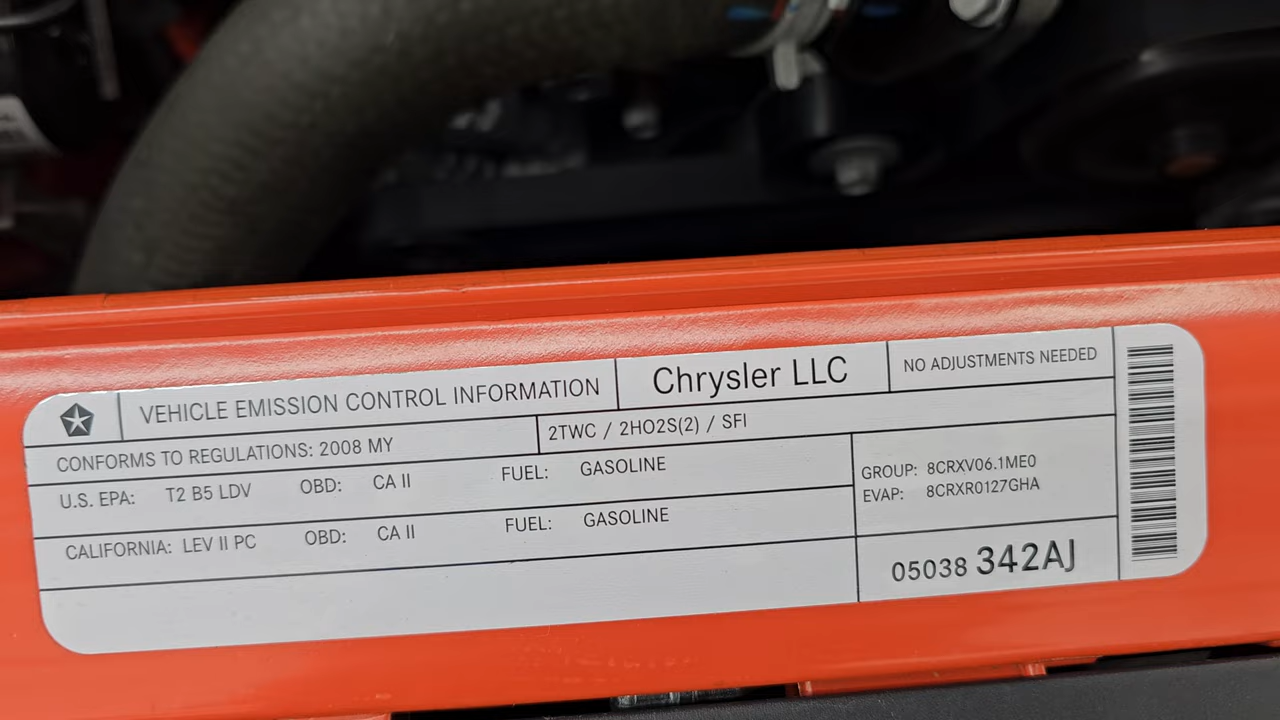 VEHICLE EMISSION CONTROL INFORMATION
Chrysler LLC
NO ADJUSTMENTS NEEDED
CONFORMS TO REGULATIONS: 2008 MY
2TWC / 2HO2S(2) / SFI
U.S. EPA: T2 B5 LDV OBD: CA II FUEL: GASOLINE
CALIFORNIA: LEV II PC OBD: CA II FUEL: GASOLINE
GROUP: 8CRXV06.1ME0
EVAP: 8CRXR0127GHA
05038 342AJ